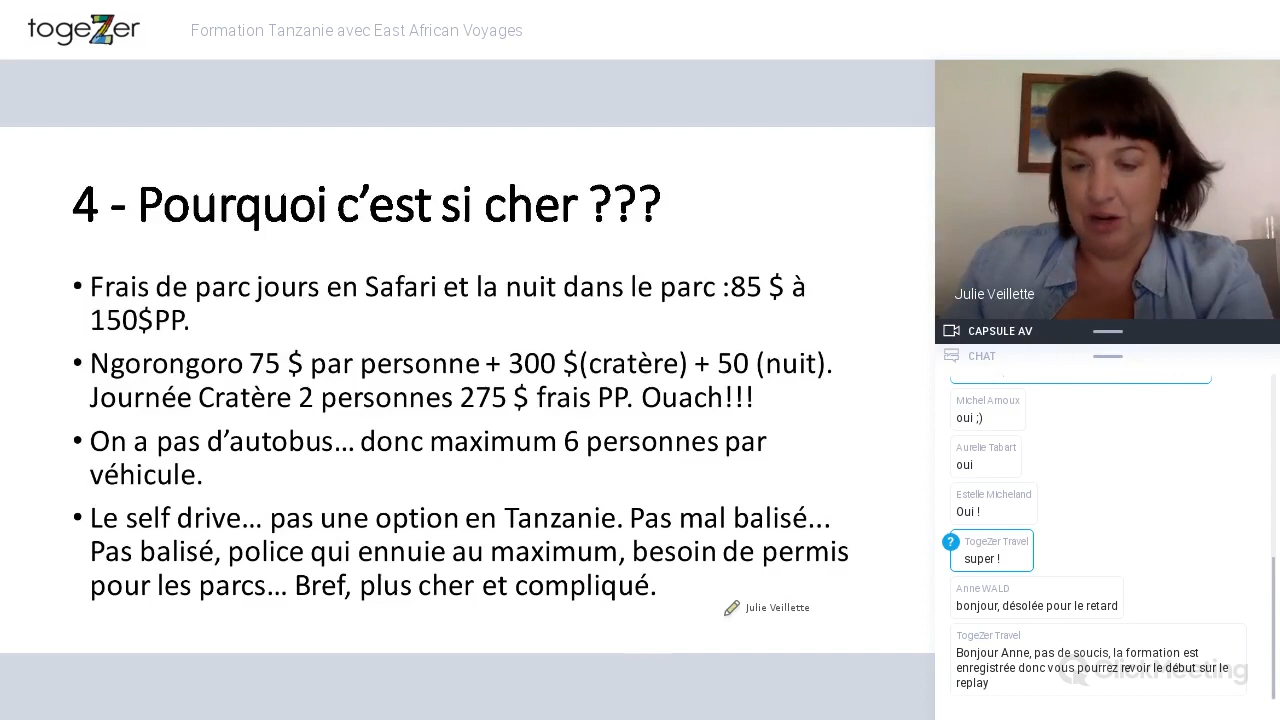 togeZer
Formation Tanzanie avec East African Voyages
4 - Pourquoi c’est si cher ???
• Frais de parc jours en Safari et la nuit dans le parc :85 $ à
150$PP.
• Ngorongoro 75 $ par personne + 300 $(cratère) + 50 (nuit).
Journée Cratère 2 personnes 275 $ frais PP. Ouach!!!
• On a pas d’autobus... donc maximum 6 personnes par
véhicule.
• Le self drive... pas une option en Tanzanie. Pas mal balisé...
Pas balisé, police qui ennuie au maximum, besoin de permis
pour les parcs... Bref, plus cher et compliqué.
Julie Veillette
Julie Veillette
CAPSULE AV
CHAT
Michel Arnoux
oui ;)
Aurelie Tabart
oui
Estelle Micheland
Oui !
?
TogeZer Travel
super !
Anne WALD
bonjour, désolée pour le retard
TogeZer Travel
Bonjour Anne, pas de soucis, la formation est
enregistrée donc vous pourrez revoir le début sur le
replay
ClickMeeting